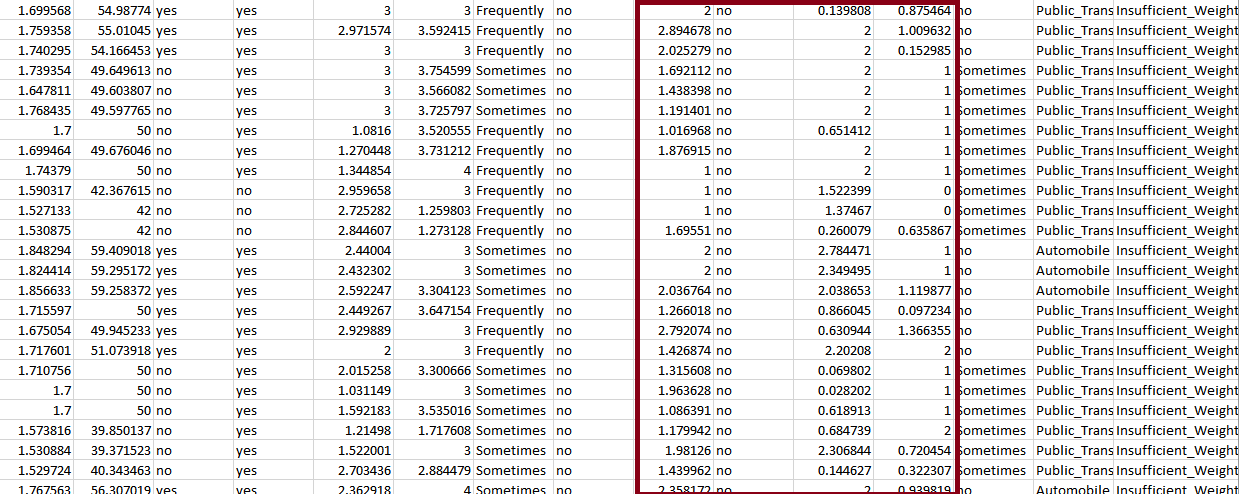 1.699568 54.98774 yes yes 3 3 Frequently no 2 no 0.139808 0.875464 no Public_Trans Insufficient_Weight
1.759358 55.01045 yes yes 2.971574 3.592415 Frequently no 2.894678 no 2 1.009632 no Public_Trans Insufficient_Weight
1.740295 54.166453 yes yes 3 3 Frequently no 2.025279 no 2 0.152985 no Public_Trans Insufficient_Weight
1.739354 49.649613 no yes 3 3.754599 Sometimes no 1.692112 no 2 1 Sometimes Public_Trans Insufficient_Weight
1.647811 49.603807 no yes 3 3.566082 Sometimes no 1.438398 no 2 1 Sometimes Public_Trans Insufficient_Weight
1.768435 49.597765 no yes 3 3.725797 Sometimes no 1.191401 no 2 1 Sometimes Public_Trans Insufficient_Weight
1.7 50 no yes 1.0816 3.520555 Frequently no 1.016968 no 0.651412 1 Sometimes Public_Trans Insufficient_Weight
1.699464 49.676046 no yes 1.270448 3.731212 Frequently no 1.876915 no 2 1 Sometimes Public_Trans Insufficient_Weight
1.74379 50 no yes 1.344854 4 Frequently no 1 no 2 1 Sometimes Public_Trans Insufficient_Weight
1.590317 42.367615 no no 2.959658 3 Frequently no 1 no 1.522399 0 Sometimes Public_Trans Insufficient_Weight
1.527133 42 no no 2.725282 1.259803 Frequently no 1 no 1.37467 0 Sometimes Public_Trans Insufficient_Weight
1.530875 42 no no 2.844607 1.273128 Frequently no 1.69551 no 0.260079 0.635867 Sometimes Public_Trans Insufficient_Weight
1.848294 59.409018 yes yes 2.44004 3 Sometimes no 2 no 2.784471 1 no Automobile Insufficient_Weight
1.824414 59.295172 yes yes 2.432302 3 Sometimes no 2 no 2.349495 1 no Automobile Insufficient_Weight
1.856633 59.258372 yes yes 2.592247 3.304123 Sometimes no 2.036764 no 2.038653 1.119877 no Automobile Insufficient_Weight
1.715597 50 yes yes 2.449267 3.647154 Frequently no 1.266018 no 0.866045 0.097234 no Public_Trans Insufficient_Weight
1.675054 49.945233 yes yes 2.929889 3 Frequently no 2.792074 no 0.630944 1.366355 no Public_Trans Insufficient_Weight
1.717601 51.073918 yes yes 2 3 Frequently no 1.426874 no 2.20208 2 no Public_Trans Insufficient_Weight
1.710756 50 no yes 2.015258 3.300666 Sometimes no 1.315608 no 0.069802 1 Sometimes Public_Trans Insufficient_Weight
1.7 50 no yes 1.031149 3 Sometimes no 1.963628 no 0.028202 1 Sometimes Public_Trans Insufficient_Weight
1.7 50 no yes 1.592183 3.535016 Sometimes no 1.086391 no 0.618913 1 Sometimes Public_Trans Insufficient_Weight
1.573816 39.850137 no yes 1.21498 1.717608 Sometimes no 1.179942 no 0.684739 2 Sometimes Public_Trans Insufficient_Weight
1.530884 39.371523 no yes 1.522001 3 Sometimes no 1.98126 no 2.306844 0.720454 Sometimes Public_Trans Insufficient_Weight
1.529724 40.343463 no yes 2.703436 2.884479 Sometimes no 1.439962 no 0.144627 0.322307 Sometimes Public_Trans Insufficient_Weight
1.767563 56.307019 yes yes 2.362918 4 Sometimes no 2.358172 no 2 0.939819 no Automobile Insufficient_Weight